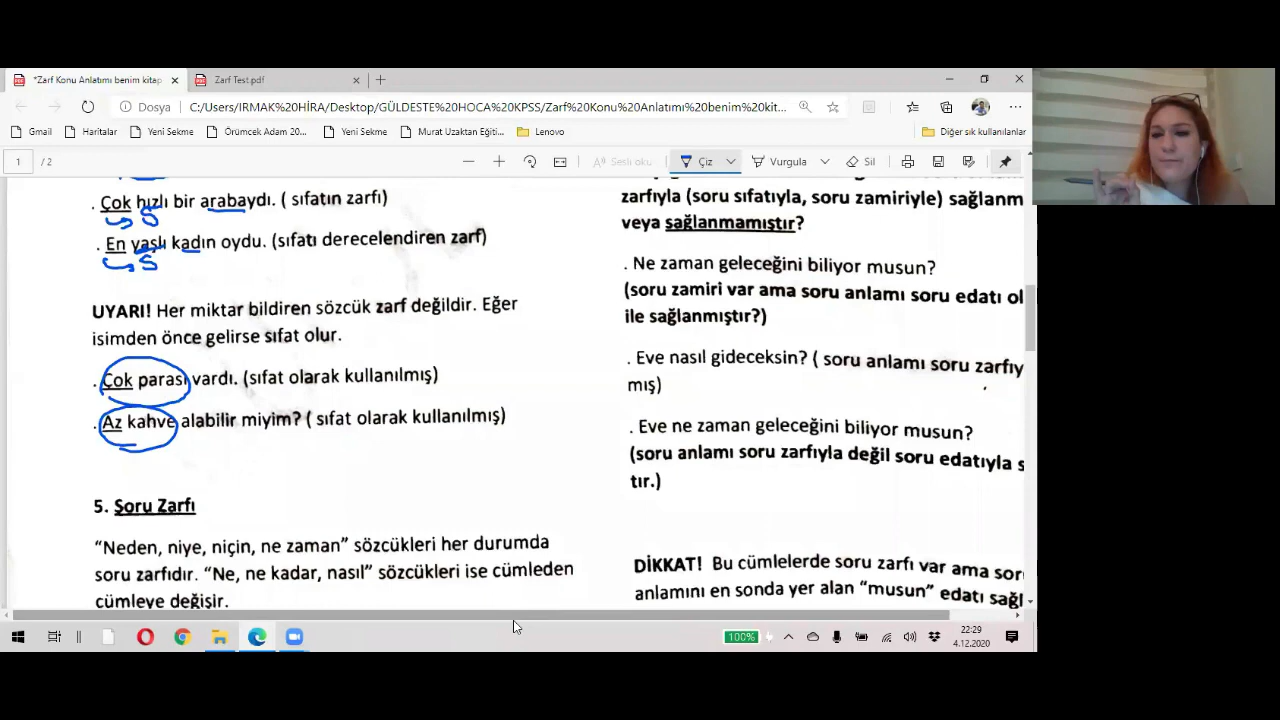 *Zarf Konu Anlatımı benim kitap
Zarf Test.pdf
Dosya
C:/Users/IRMAK%20HİRA/Desktop/GÜLDESTE%20HOCA%20KPSS/Zarf%20Konu%20Anlatımı%20benim%20kit...
Gmail
Haritalar
Yeni Sekme
Örümcek Adam 20...
Yeni Sekme
Murat Uzaktan Eğiti...
Lenovo
Diğer sık kullanılanlar
1 / 2
Sesli oku
Çiz
Vurgula
Sil
. Çok hızlı bir arabaydı. ( sıfatın zarfı)
S
. En yaşlı kadın oydu. (sıfatı derecelendiren zarf)
S
UYARI! Her miktar bildiren sözcük zarf değildir. Eğer
isimden önce gelirse sıfat olur.
. Çok parası vardı. (sıfat olarak kullanılmış)
. Az kahve alabilir miyim? ( sıfat olarak kullanılmış)
5. Soru Zarfı
“Neden, niye, niçin, ne zaman” sözcükleri her durumda
soru zarfıdır. “Ne, ne kadar, nasıl” sözcükleri ise cümleden
cümleye değişir.
zarfıyla (soru sıfatıyla, soru zamiriyle) sağlanm
veya sağlanmamıştır?
. Ne zaman geleceğini biliyor musun?
(soru zamiri var ama soru anlamı soru edatı ol
ile sağlanmıştır?)
. Eve nasıl gideceksin? ( soru anlamı soru zarfıy
mış)
. Eve ne zaman geleceğini biliyor musun?
(soru anlamı soru zarfıyla değil soru edatıyla s
tır.)
DİKKAT! Bu cümlelerde soru zarfı var ama sor
anlamını en sonda yer alan “musun” edatı sağl
100%
22:29
4.12.2020